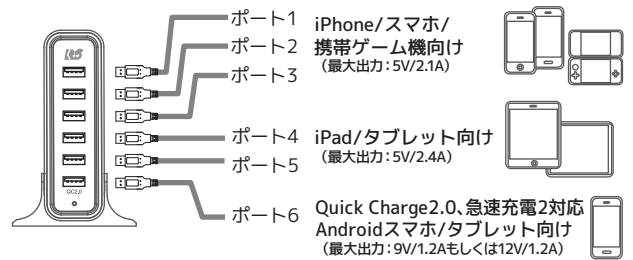 ポート1
ポート2
ポート3
iPhone/スマホ/
携帯ゲーム機向け
(最大出力:5V/2.1A)
ポート4
ポート5
iPad/タブレット向け
(最大出力:5V/2.4A)
ポート6
Quick Charge2.0、急速充電2対応
Androidスマホ/タブレット向け
(最大出力:9V/1.2Aもしくは12V/1.2A)
QC2.0